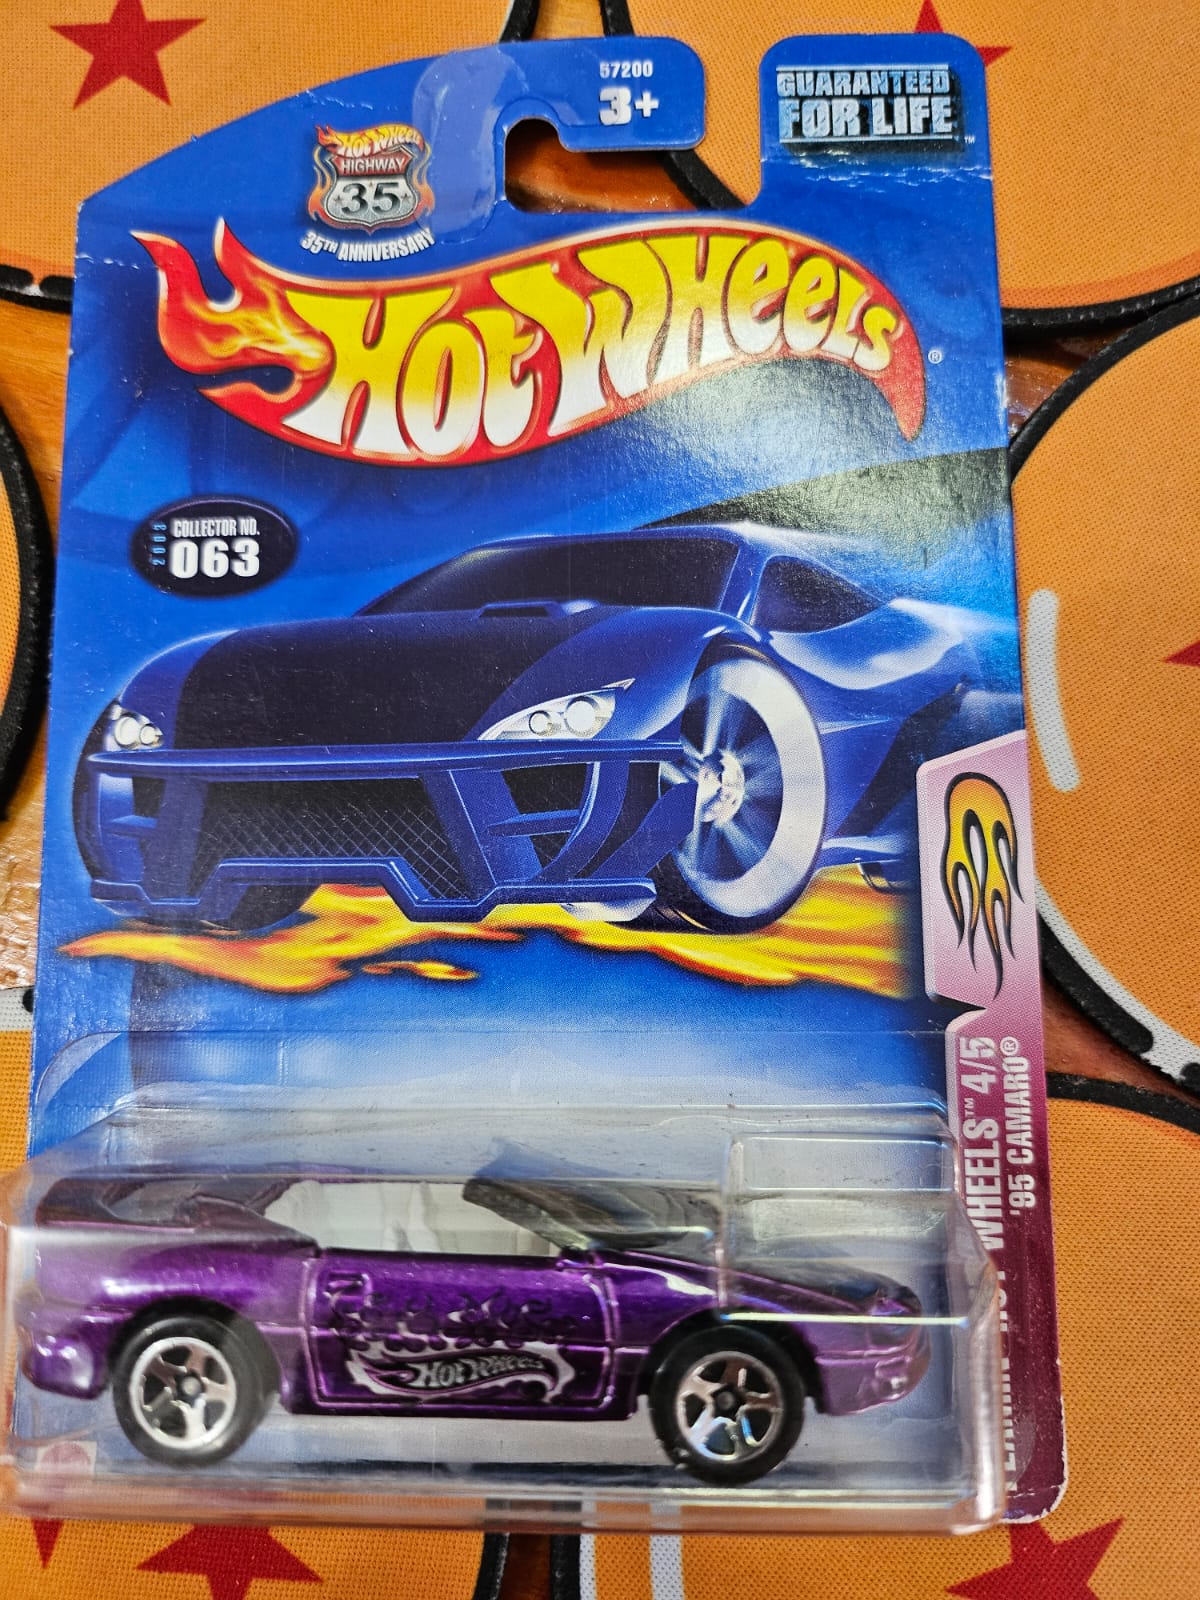 57200
3+
GUARANTEED
FOR LIFE™
Hot Wheels
HIGHWAY
35
35TH ANNIVERSARY
Hot Wheels®
2003
COLLECTOR NO.
063
WHEELS™ 4/5
'95 CAMARO®
Hot Wheels